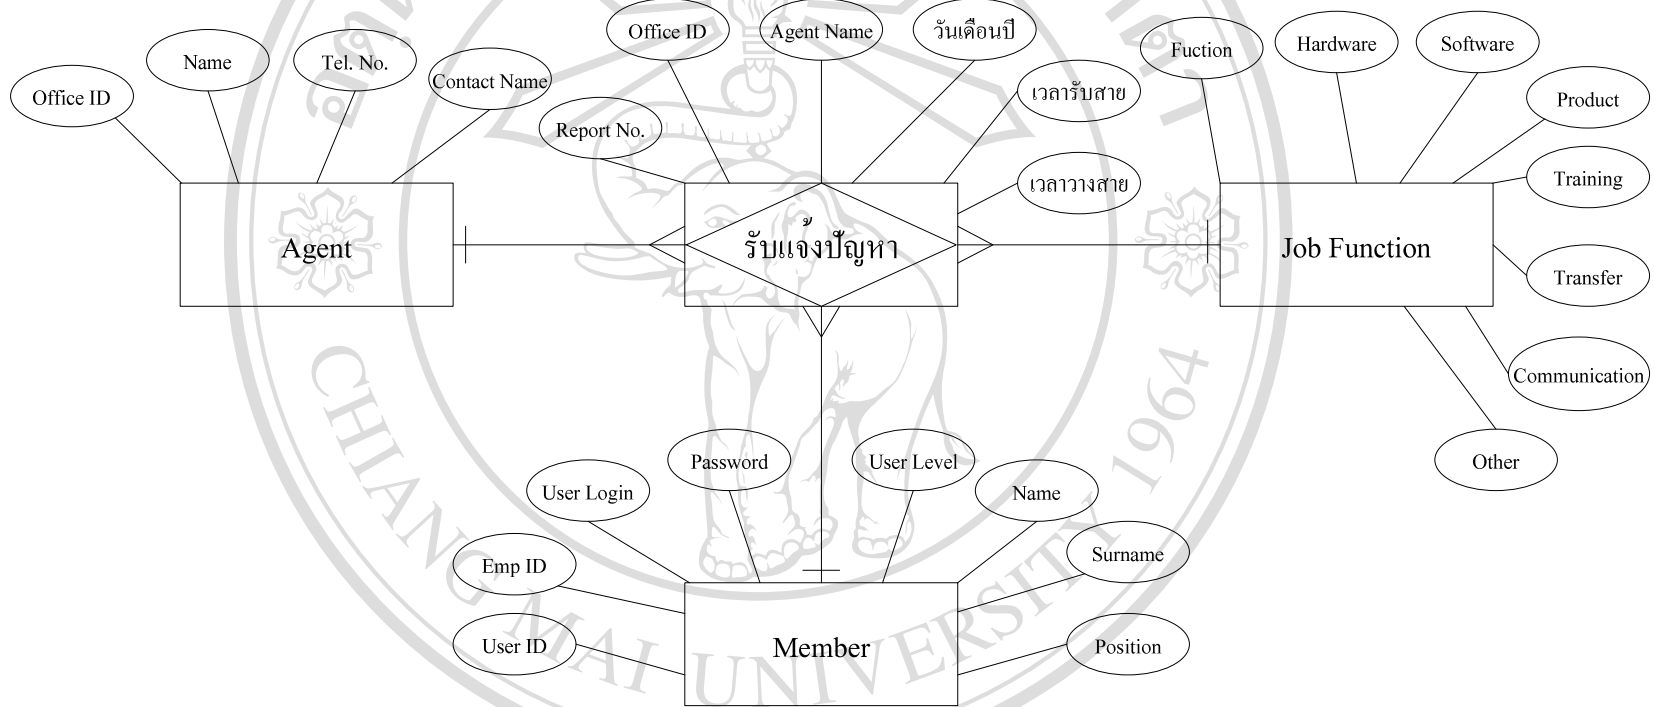 Office ID
Name
Tel. No.
Contact Name
Report No.
Office ID
Agent Name
วันเดือนปี
เวลารับสาย
เวลาวางสาย
Fuction
Hardware
Software
Product
Training
Transfer
Communication
Other
Agent
รับแจ้งปัญหา
Job Function
User ID
Emp ID
User Login
Password
User Level
Name
Surname
Position
Member
CHIANG MAI UNIVERSITY 1964